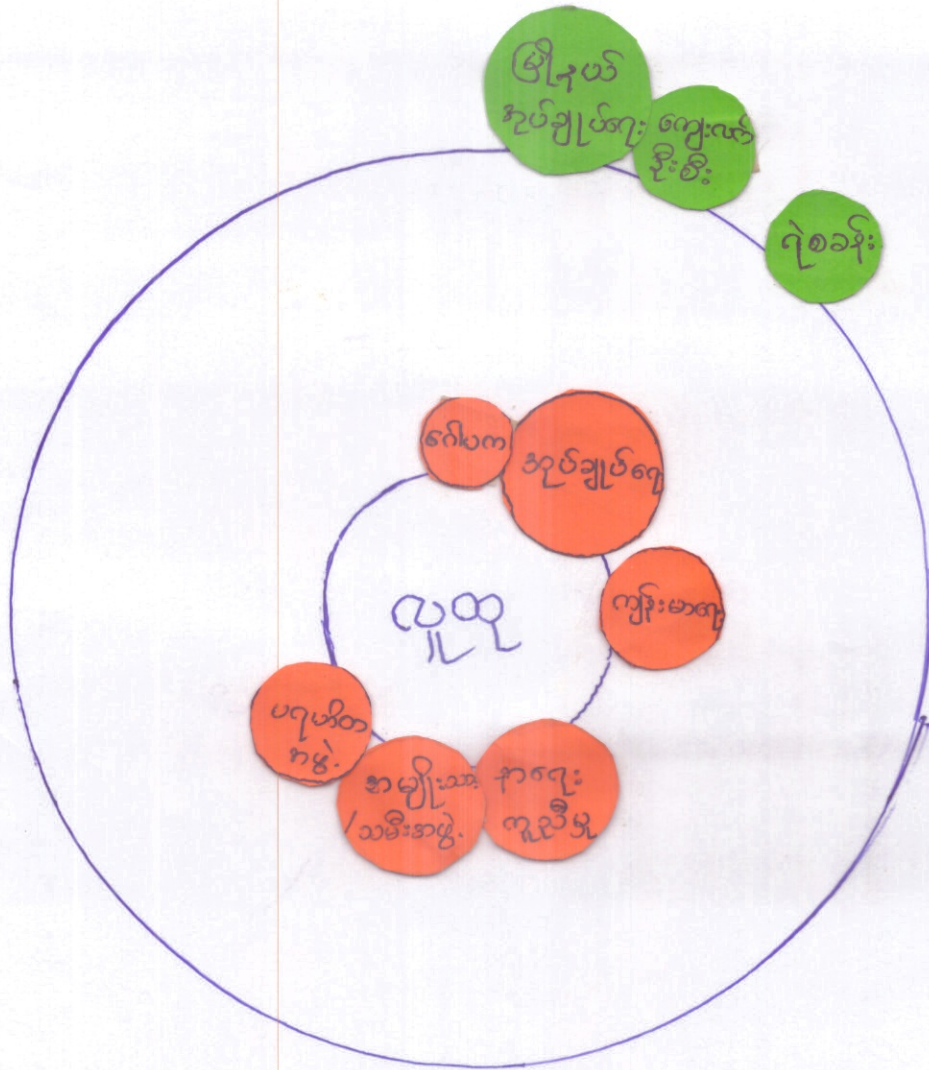 မြို့နယ်
အုပ်ချုပ်ရေး
ကျေးလက်
ဦးစီး
ရဲစခန်း
ဂေါပက
အုပ်ချုပ်ရေ
ကျန်းမာရေး
လူထု
ပရဟိတ
အဖွဲ့
အမျိုးသား
/သမီးအဖွဲ့
နာရေး
ကူညီမှု